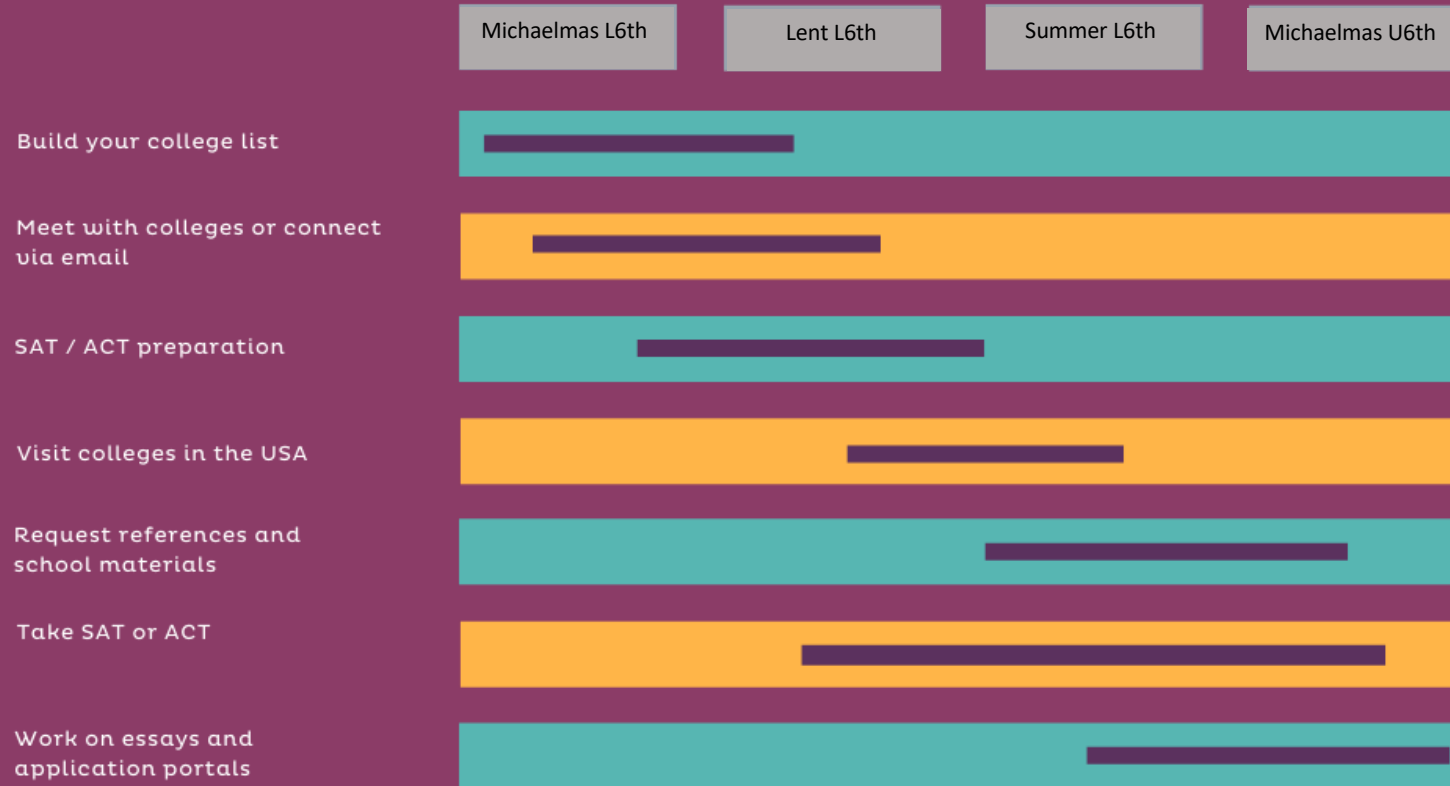 Michaelmas L6th
Lent L6th
Summer L6th
Michaelmas U6th
Build your college list
Meet with colleges or connect
via email
SAT / ACT preparation
Visit colleges in the USA
Request references and
school materials
Take SAT or ACT
Work on essays and
application portals